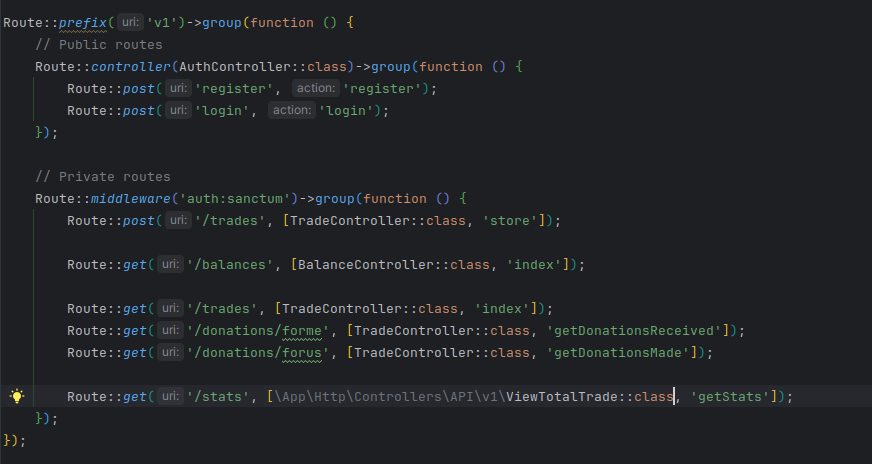 Route::prefix( uri: 'v1')->group(function () {
// Public routes
Route::controller(AuthController::class)->group(function () {
Route::post( uri: 'register', action: 'register');
Route::post( uri: 'login', action: 'login');
});
// Private routes
Route::middleware('auth:sanctum')->group(function () {
Route::post( uri: '/trades', [TradeController::class, 'store']);
Route::get( uri: '/balances', [BalanceController::class, 'index']);
Route::get( uri: '/trades', [TradeController::class, 'index']);
Route::get( uri: '/donations/forme', [TradeController::class, 'getDonationsReceived']);
Route::get( uri: '/donations/forus', [TradeController::class, 'getDonationsMade']);
Route::get( uri: '/stats', [\App\Http\Controllers\API\v1\ViewTotalTrade::class, 'getStats']);
});
});